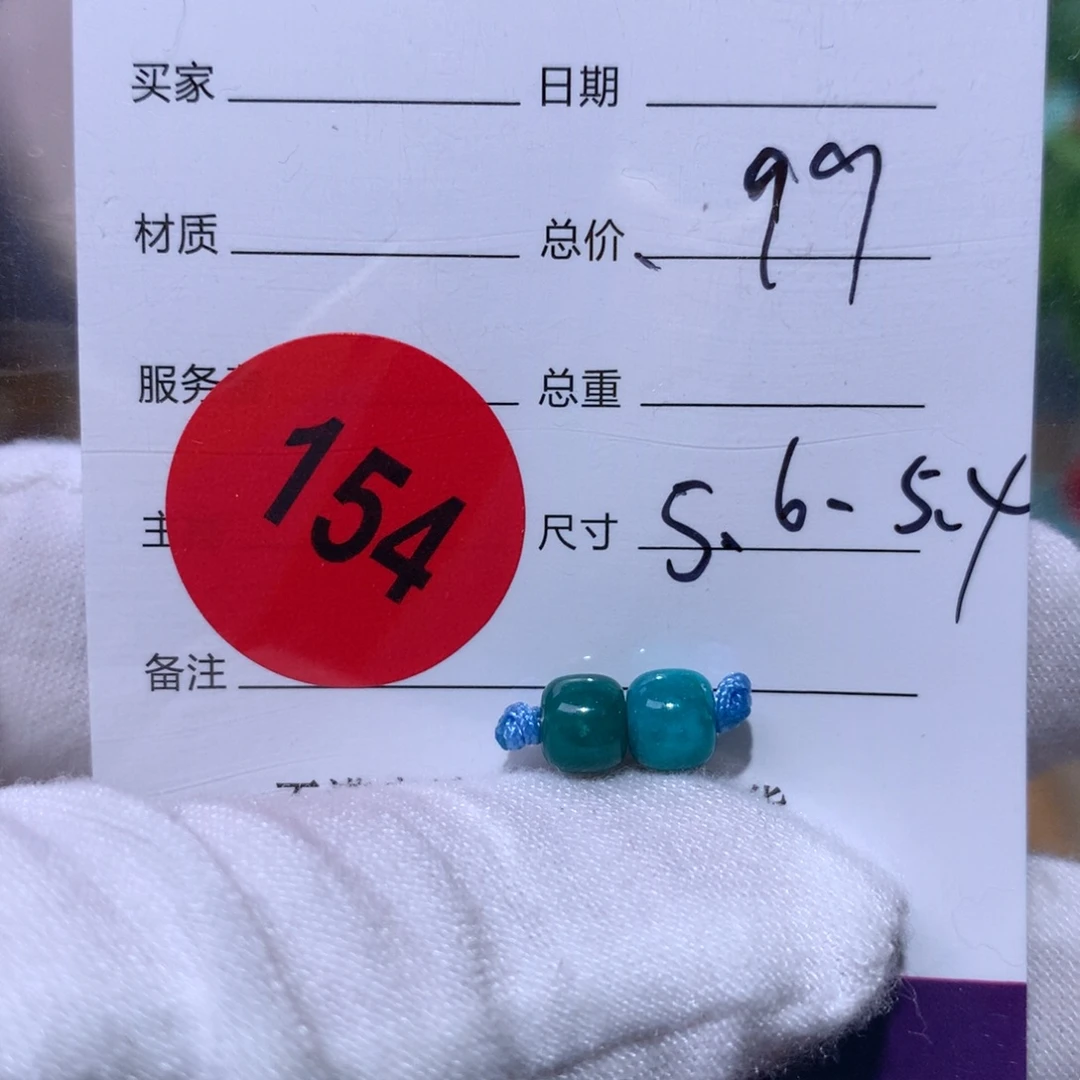 买家 日期
材质 总价 99
服务 总重
154
主 尺寸 5.6-5.4
备注